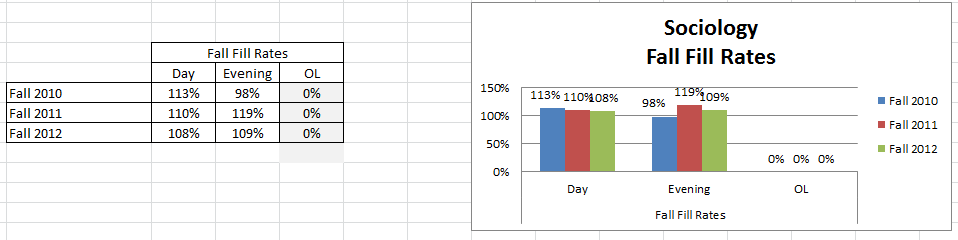 Fall Fill Rates
Day Evening OL
Fall 2010 113% 98% 0%
Fall 2011 110% 119% 0%
Fall 2012 108% 109% 0%
Sociology
Fall Fill Rates
150%
100%
50%
0%
113% 110% 108%
98% 119% 109%
0% 0% 0%
Day Evening OL
Fall Fill Rates
Fall 2010
Fall 2011
Fall 2012